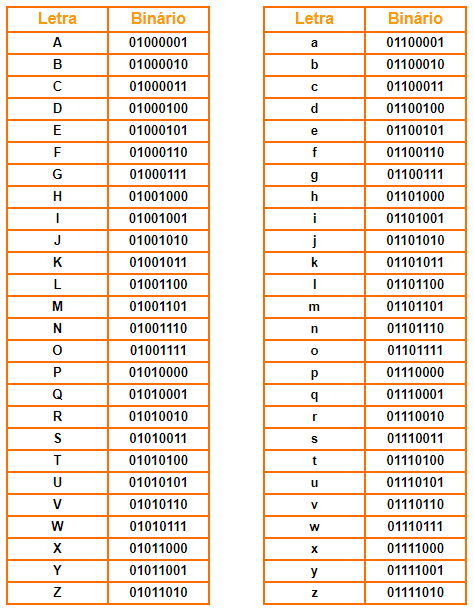 Letra Binário Letra Binário
A 01000001 a 01100001
B 01000010 b 01100010
C 01000011 c 01100011
D 01000100 d 01100100
E 01000101 e 01100101
F 01000110 f 01100110
G 01000111 g 01100111
H 01001000 h 01101000
I 01001001 i 01101001
J 01001010 j 01101010
K 01001011 k 01101011
L 01001100 l 01101100
M 01001101 m 01101101
N 01001110 n 01101110
O 01001111 o 01101111
P 01010000 p 01110000
Q 01010001 q 01110001
R 01010010 r 01110010
S 01010011 s 01110011
T 01010100 t 01110100
U 01010101 u 01110101
V 01010110 v 01110110
W 01010111 w 01110111
X 01011000 x 01111000
Y 01011001 y 01111001
Z 01011010 z 01111010